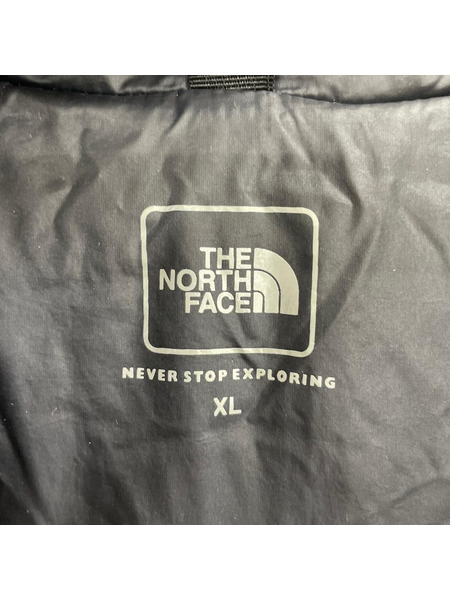 THE
NORTH
FACE
NEVER STOP EXPLORING
XL